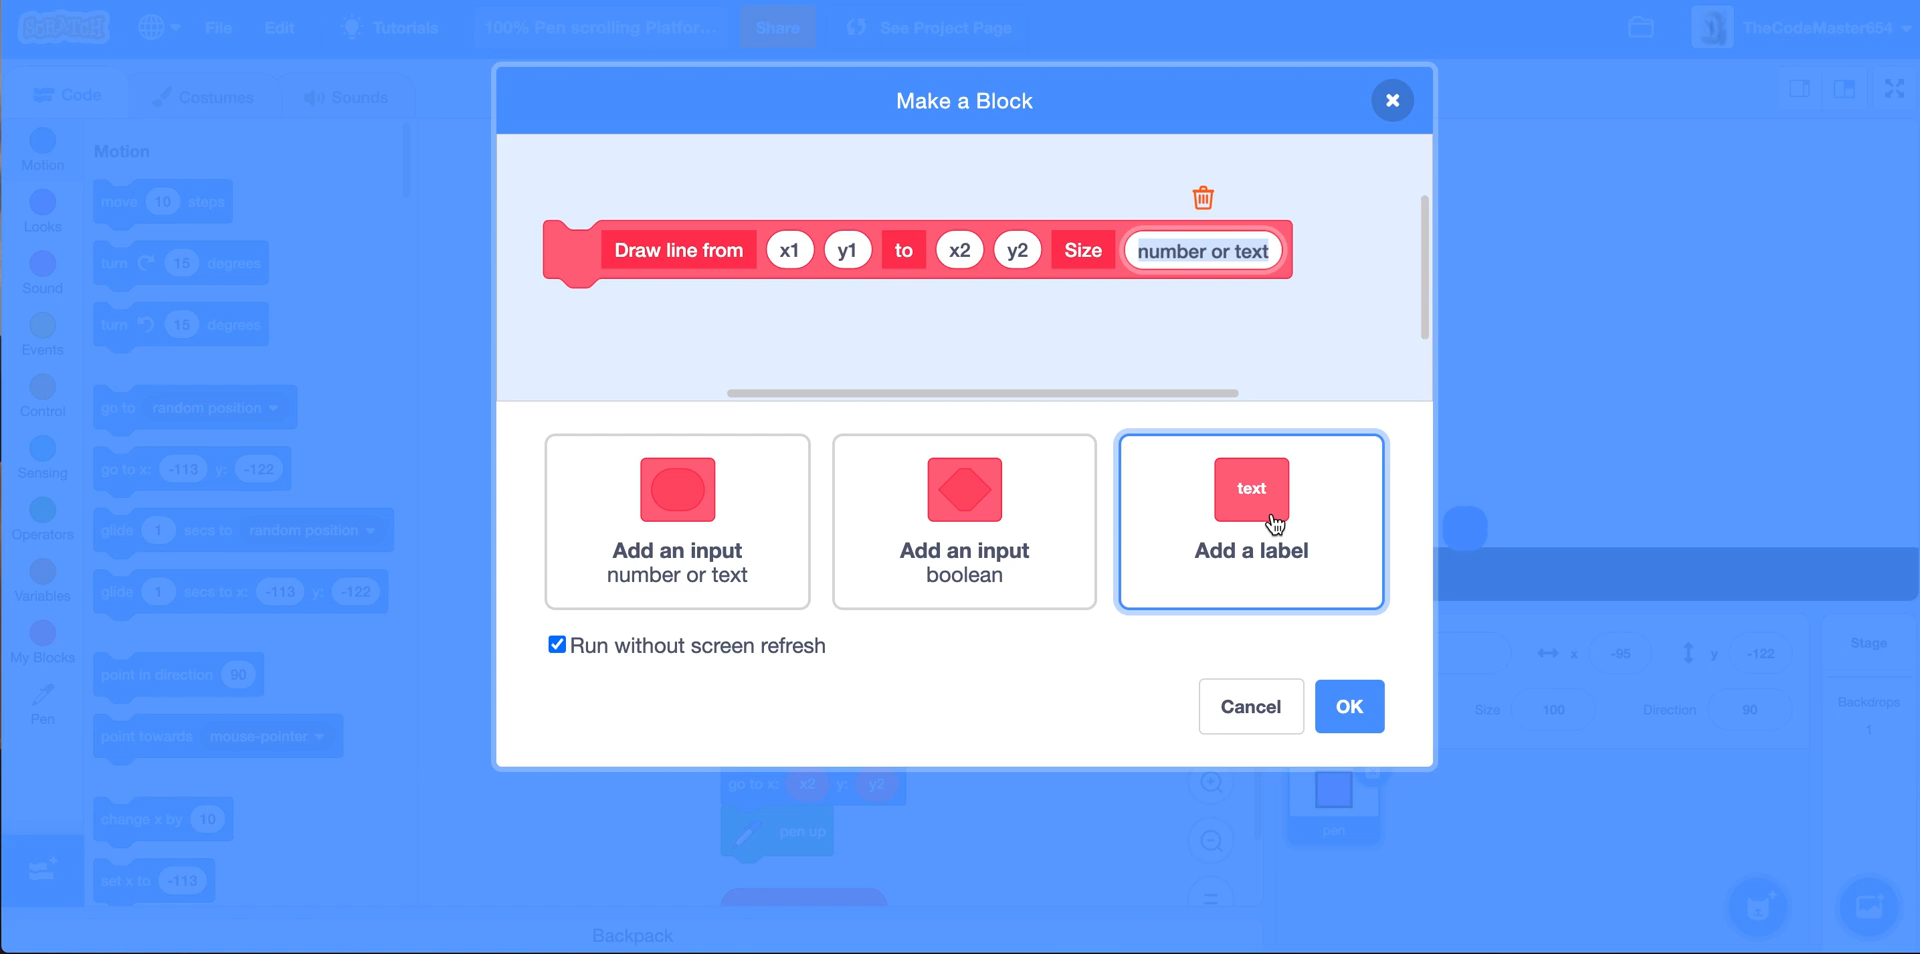 SCRATCH
File
Edit
Tutorials
100% Pen scrolling Platfor...
Share
See Project Page
TheCodeMaster654
Code
Costumes
Sounds
Make a Block
Motion
Looks
Sound
Events
Control
Sensing
Operators
Variables
My Blocks
Pen
Motion
move 10 steps
turn 15 degrees
turn 15 degrees
go to random position
go to x: -113 y: -122
glide 1 secs to random position
glide 1 secs to x: -113 y: -122
point in direction 90
point towards mouse-pointer
change x by 10
set x to -113
Draw line from x1 y1 to x2 y2 Size number or text
Add an input
number or text
Add an input
boolean
text
Add a label
Run without screen refresh
Cancel
OK
go to x: x2 y: y2
pen up
x -95 y -122
Size 100 Direction 90
Stage
Backdrops
1
pen
Backpack